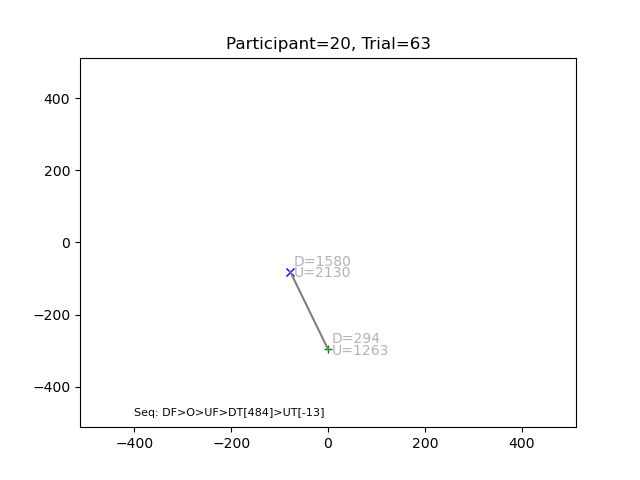 Participant=20, Trial=63
400
200
0
−200
−400
D=1580
U=2130
D=294
U=1263
Seq: DF>O>UF>DT[484]>UT[-13]
−400
−200
0
200
400